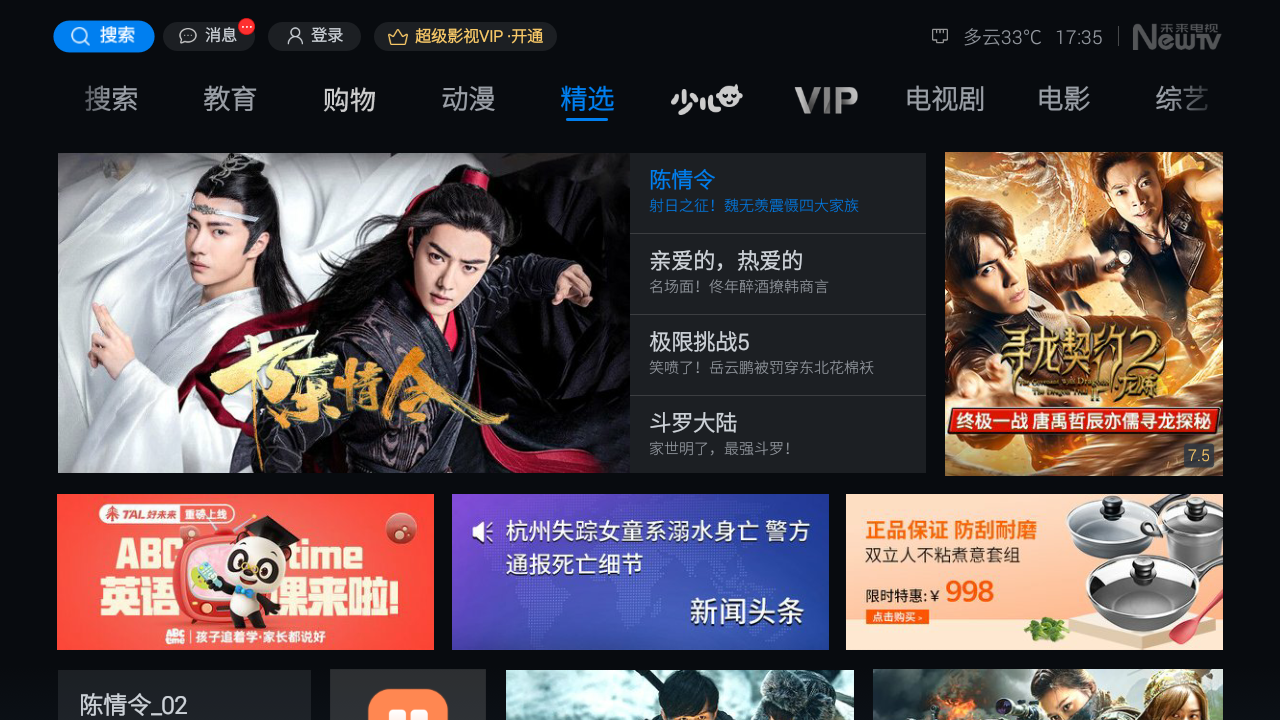 搜索
消息
登录
超级影视VIP ·开通
多云33℃ 17:35
未来电视
NewTV
搜索 教育 购物 动漫 精选 少儿 VIP 电视剧 电影 综艺
陈情令
陈情令
射日之征！魏无羡震慑四大家族
亲爱的，热爱的
名场面！佟年醉酒撩韩商言
极限挑战5
笑喷了！岳云鹏被罚穿东北花棉袄
斗罗大陆
家世明了，最强斗罗！
寻龙契约2
终极一战 唐禹哲辰亦儒寻龙探秘
7.5
TAL 好未来 重磅上线
ABC time
英语 课来啦!
ABC time 孩子追着学·家长都说好
杭州失踪女童系溺水身亡 警方
通报死亡细节
新闻头条
正品保证 防刮耐磨
双立人不粘煮意套组
限时特惠:¥ 998
点击购买 >
陈情令_02